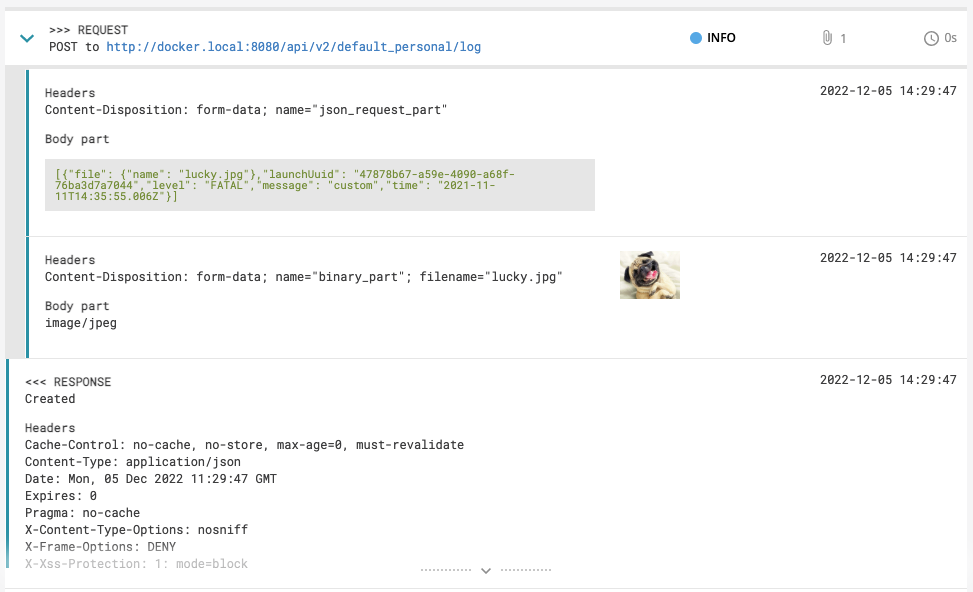 >>> REQUEST
POST to http://docker.local:8080/api/v2/default_personal/log
INFO
1
0s
Headers
2022-12-05 14:29:47
Content-Disposition: form-data; name="json_request_part"
Body part
[{"file": {"name": "lucky.jpg"},"launchUuid": "47878b67-a59e-4090-a68f-
76ba3d7a7044","level": "FATAL","message": "custom","time": "2021-11-
11T14:35:55.006Z"}]
Headers
2022-12-05 14:29:47
Content-Disposition: form-data; name="binary_part"; filename="lucky.jpg"
Body part
image/jpeg
<<< RESPONSE
2022-12-05 14:29:47
Created
Headers
Cache-Control: no-cache, no-store, max-age=0, must-revalidate
Content-Type: application/json
Date: Mon, 05 Dec 2022 11:29:47 GMT
Expires: 0
Pragma: no-cache
X-Content-Type-Options: nosniff
X-Frame-Options: DENY
X-Xss-Protection: 1: mode=block